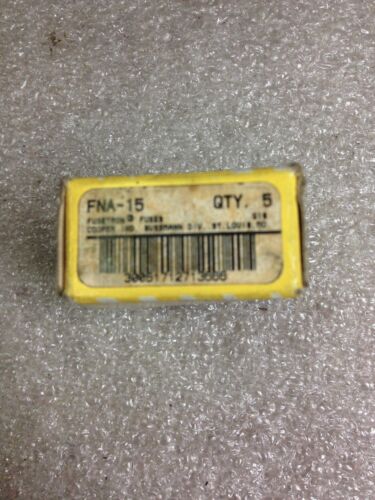 FNA-15 QTY. 5
FUSETRON® FUSES
COOPER IND. BUSSMANN DIV. ST. LOUIS, MO